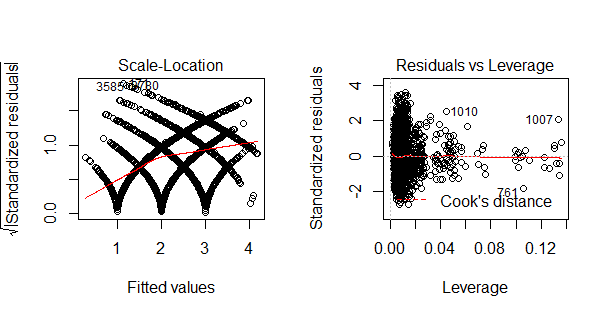 Scale-Location
√|Standardized residuals|
0.0
1.0
1
2
3
4
Fitted values
Residuals vs Leverage
Standardized residuals
4
2
0
-2
1010
1007
761
Cook's distance
0.00
0.04
0.08
0.12
Leverage